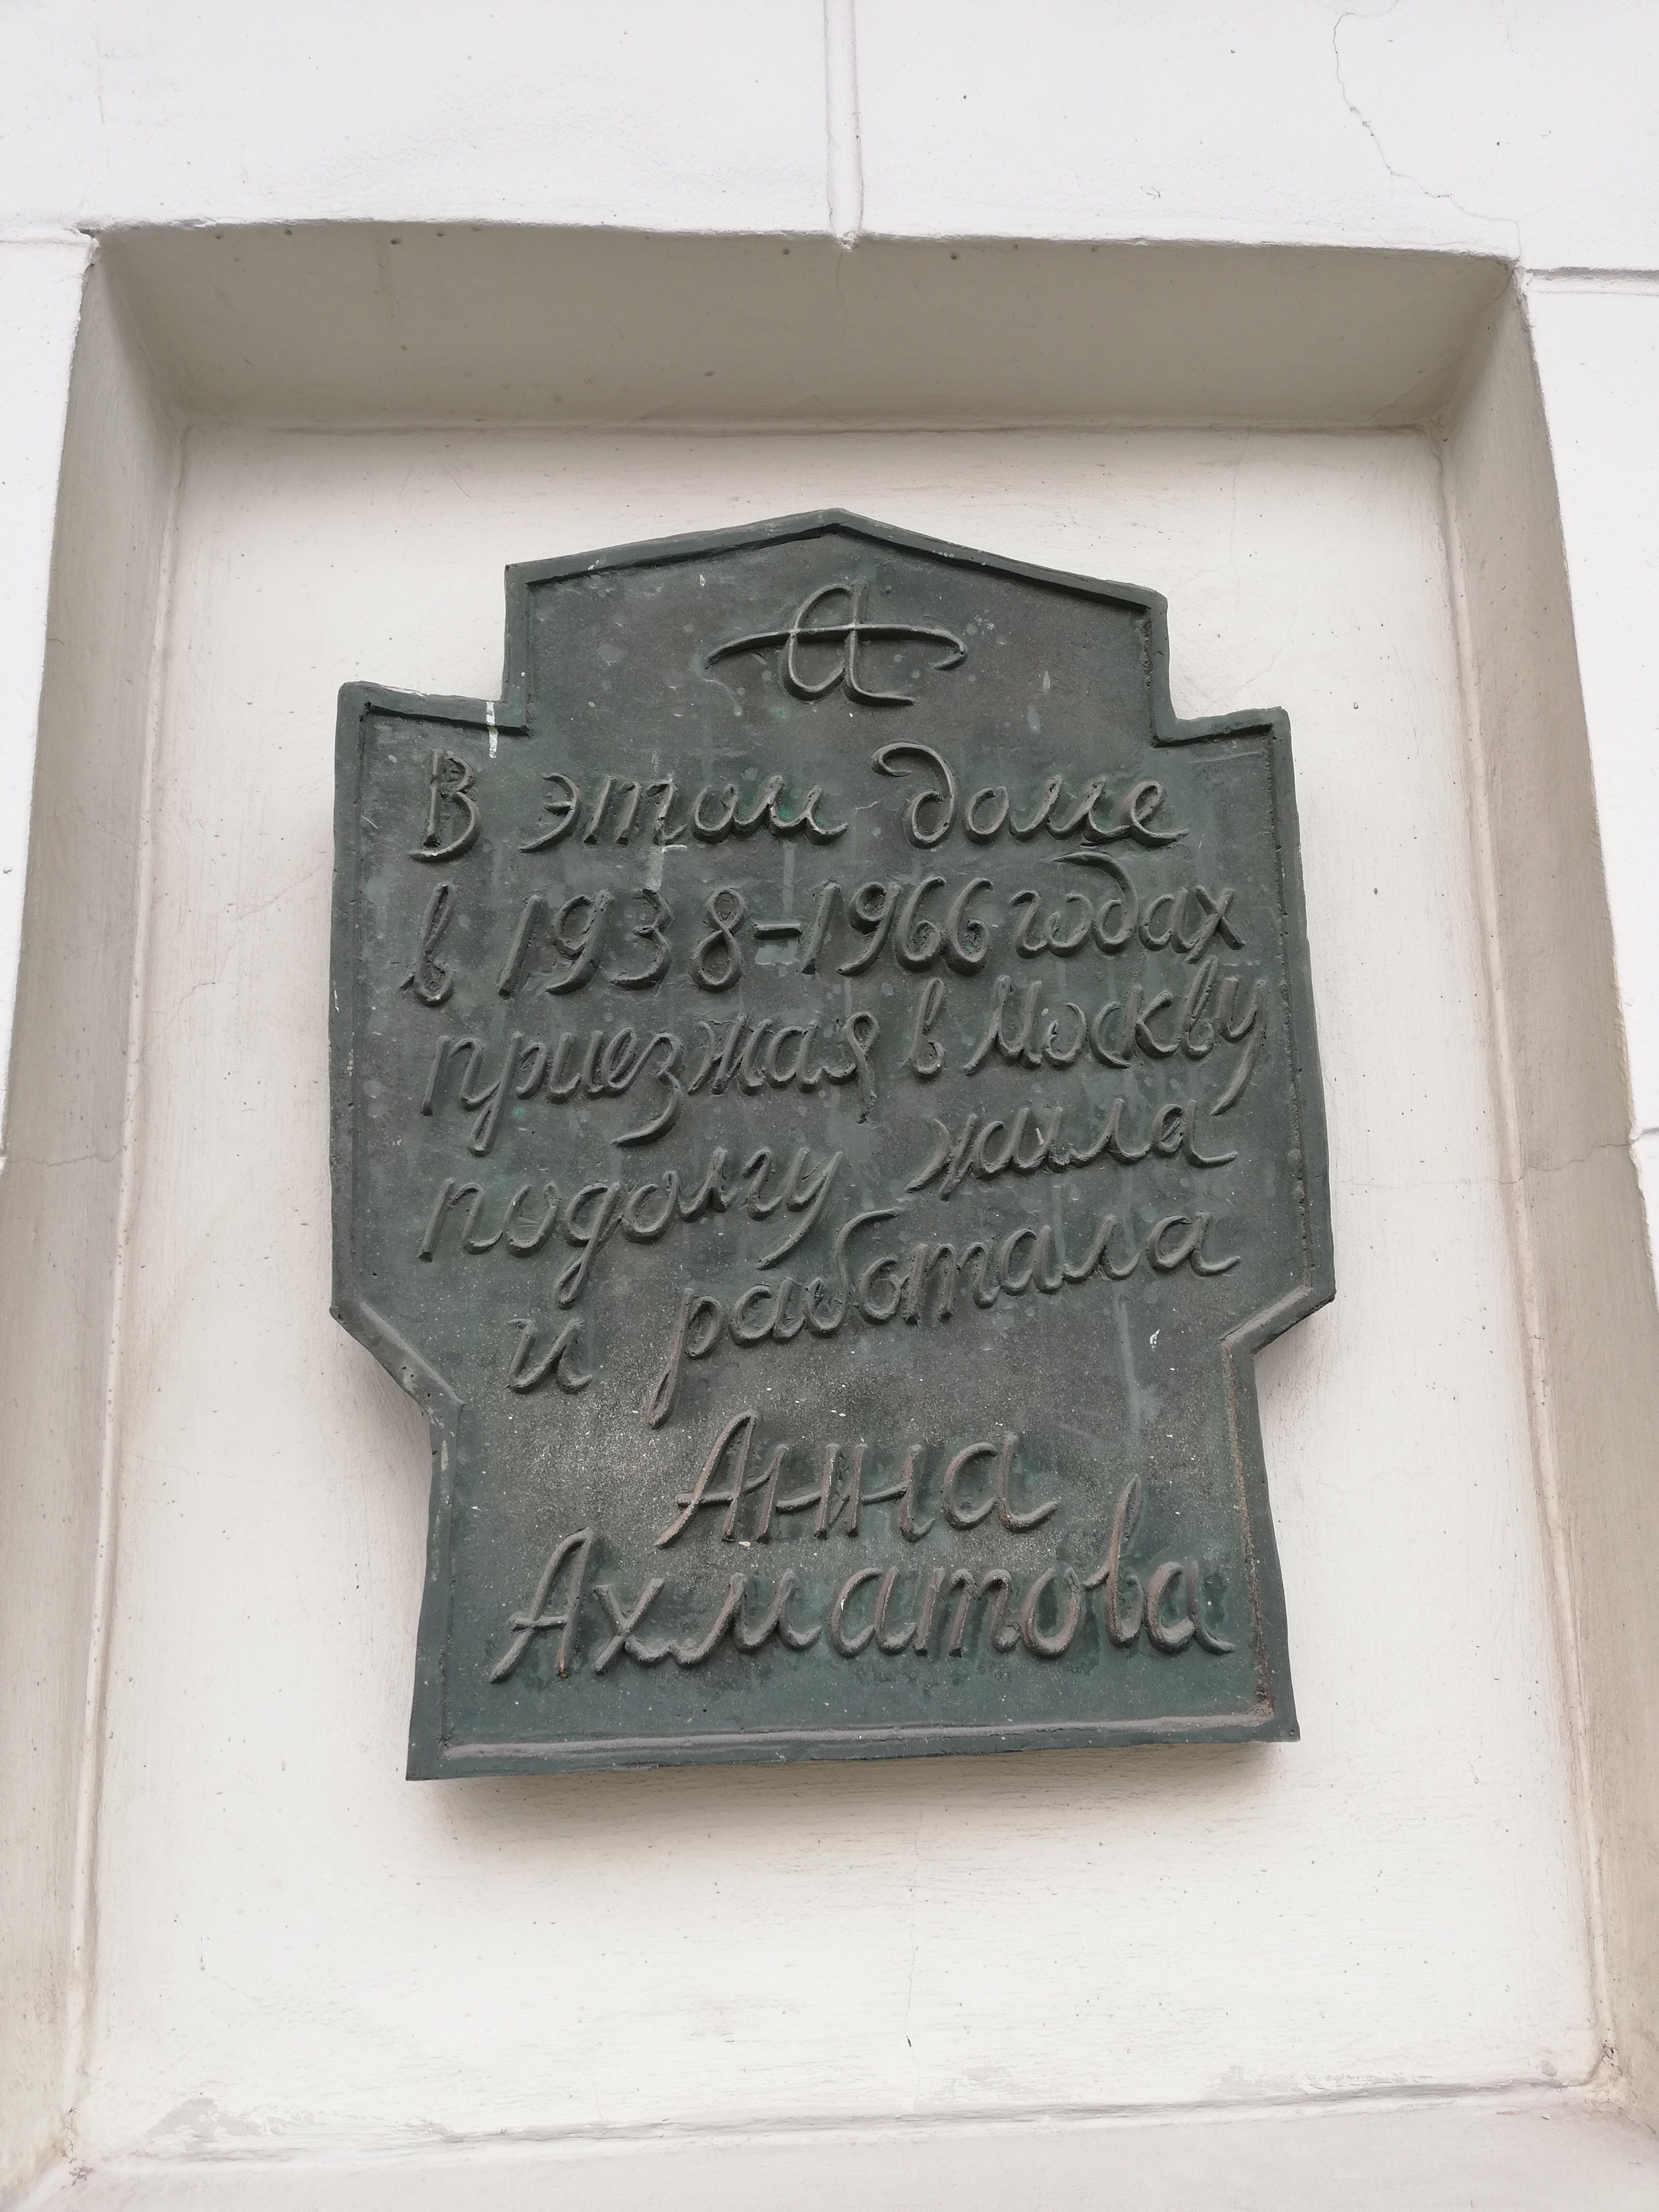 а
В этом доме
в 1938-1966 годах
приезжая в Москву
подолгу жила
и работала
Анна
Ахматова